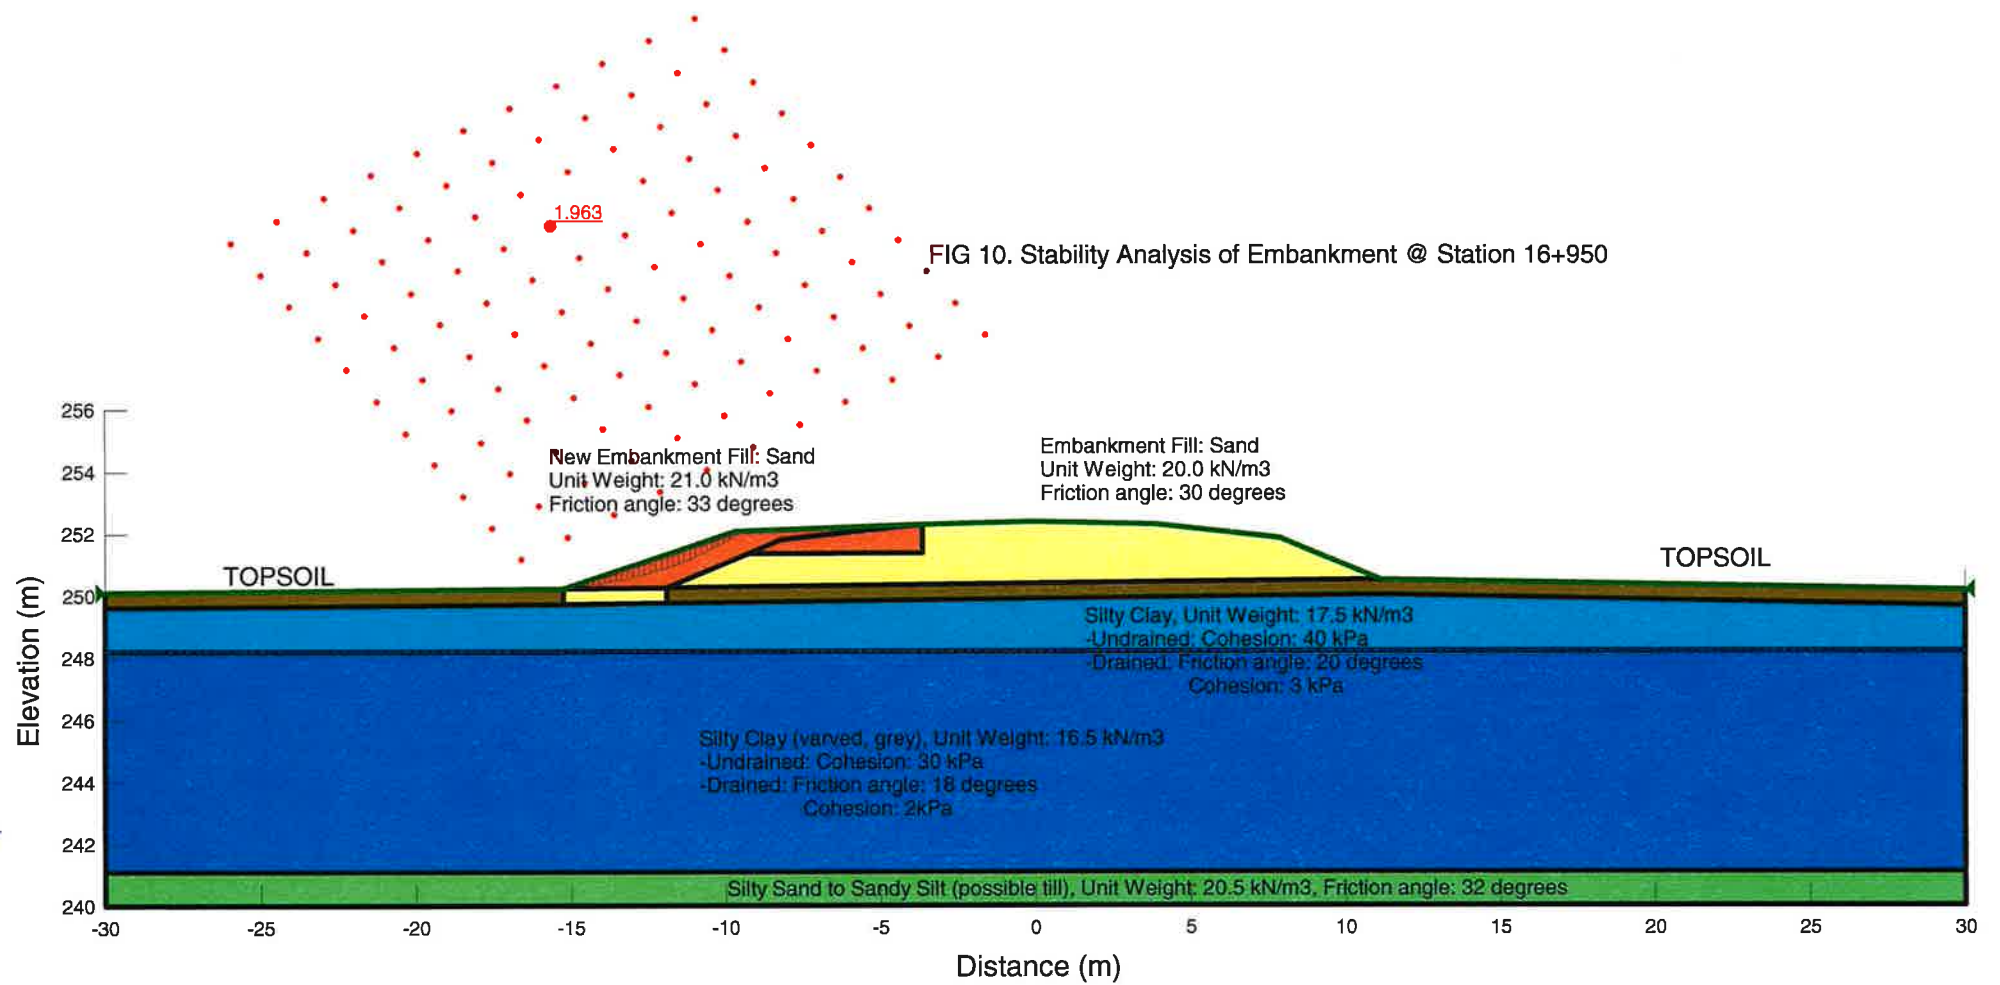 1.963
FIG 10. Stability Analysis of Embankment @ Station 16+950
New Embankment Fill: Sand
Unit Weight: 21.0 kN/m3
Friction angle: 33 degrees
Embankment Fill: Sand
Unit Weight: 20.0 kN/m3
Friction angle: 30 degrees
TOPSOIL
TOPSOIL
Silty Clay, Unit Weight: 17.5 kN/m3
-Undrained: Cohesion: 40 kPa
-Drained: Friction angle: 20 degrees
Cohesion: 3 kPa
Silty Clay (varved, grey), Unit Weight: 16.5 kN/m3
-Undrained: Cohesion: 30 kPa
-Drained: Friction angle: 18 degrees
Cohesion: 2kPa
Silty Sand to Sandy Silt (possible till), Unit Weight: 20.5 kN/m3, Friction angle: 32 degrees
Elevation (m)
256
254
252
250
248
246
244
242
240
-30 -25 -20 -15 -10 -5 0 5 10 15 20 25 30
Distance (m)